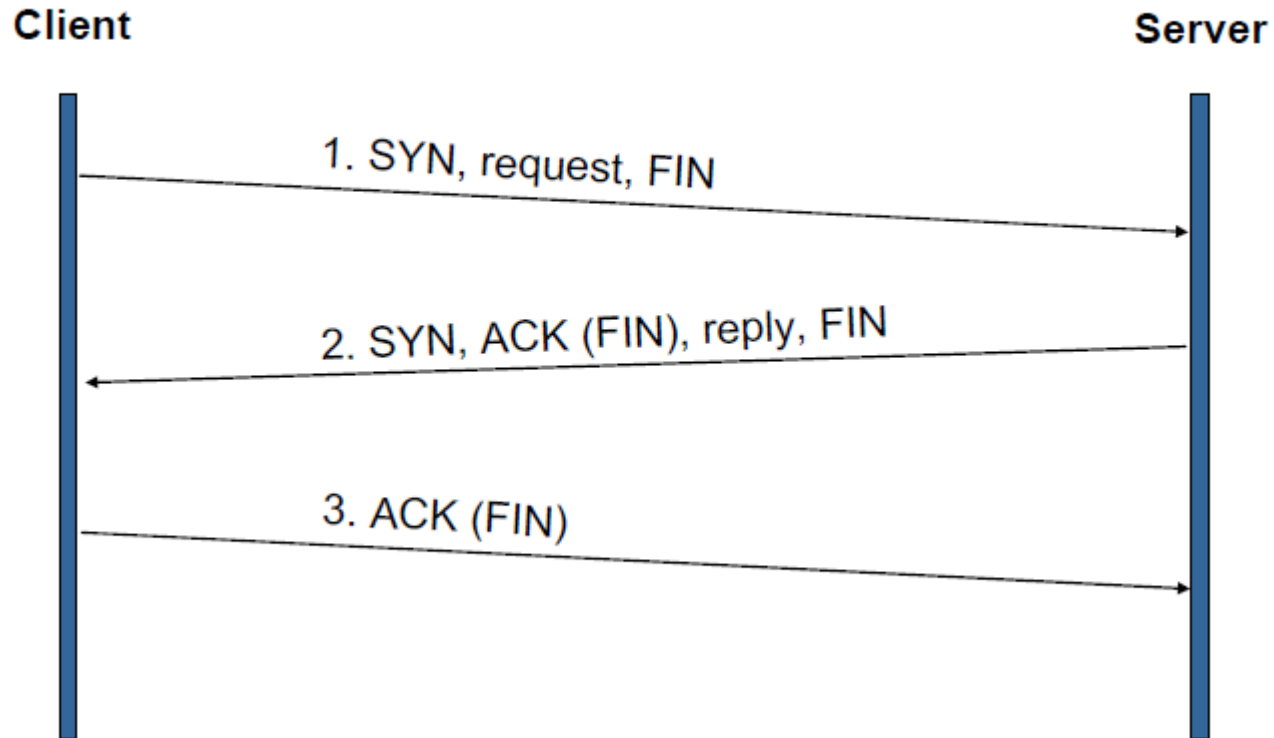 Client
Server
1. SYN, request, FIN
2. SYN, ACK (FIN), reply, FIN
3. ACK (FIN)